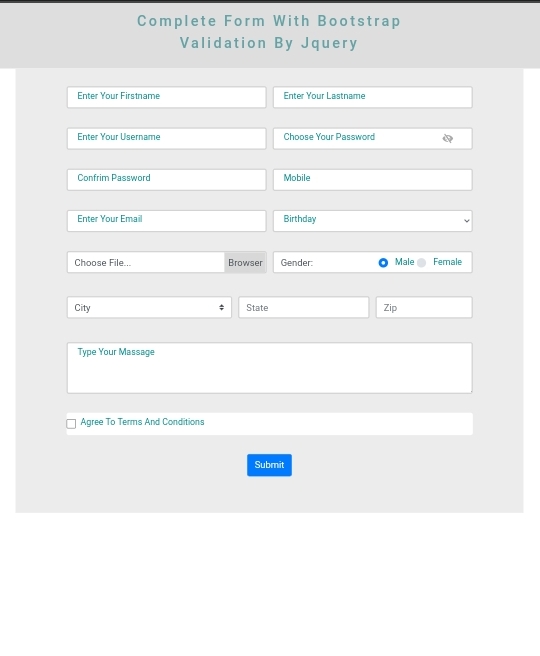 Complete Form With Bootstrap
Validation By Jquery
Enter Your Firstname
Enter Your Lastname
Enter Your Username
Choose Your Password
Confrim Password
Mobile
Enter Your Email
Birthday
Choose File... Browser
Gender: Male Female
City
State
Zip
Type Your Massage
Agree To Terms And Conditions
Submit